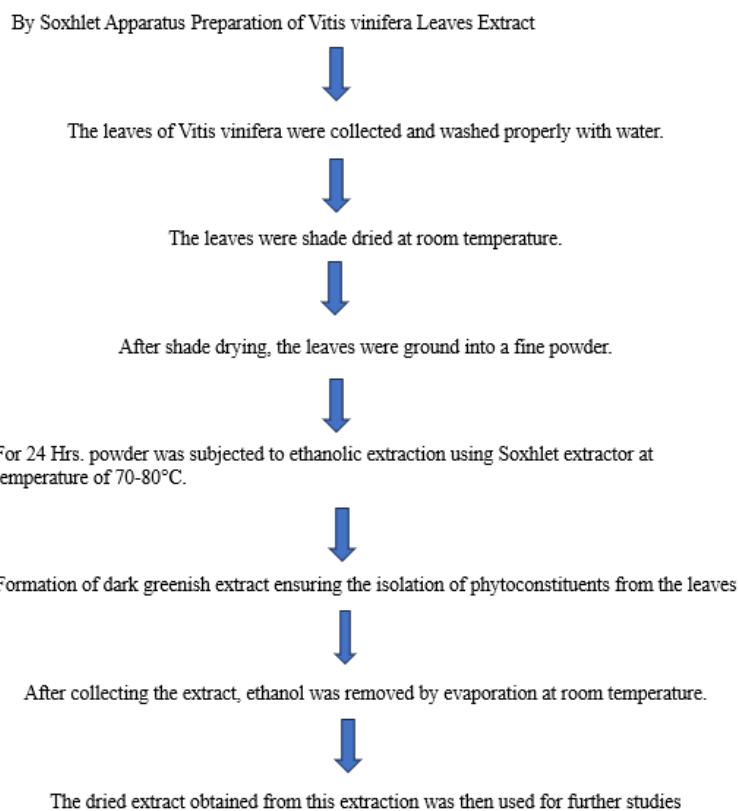 By Soxhlet Apparatus Preparation of Vitis vinifera Leaves Extract
The leaves of Vitis vinifera were collected and washed properly with water.
The leaves were shade dried at room temperature.
After shade drying, the leaves were ground into a fine powder.
For 24 Hrs. powder was subjected to ethanolic extraction using Soxhlet extractor at
temperature of 70-80°C.
Formation of dark greenish extract ensuring the isolation of phytoconstituents from the leaves
After collecting the extract, ethanol was removed by evaporation at room temperature.
The dried extract obtained from this extraction was then used for further studies